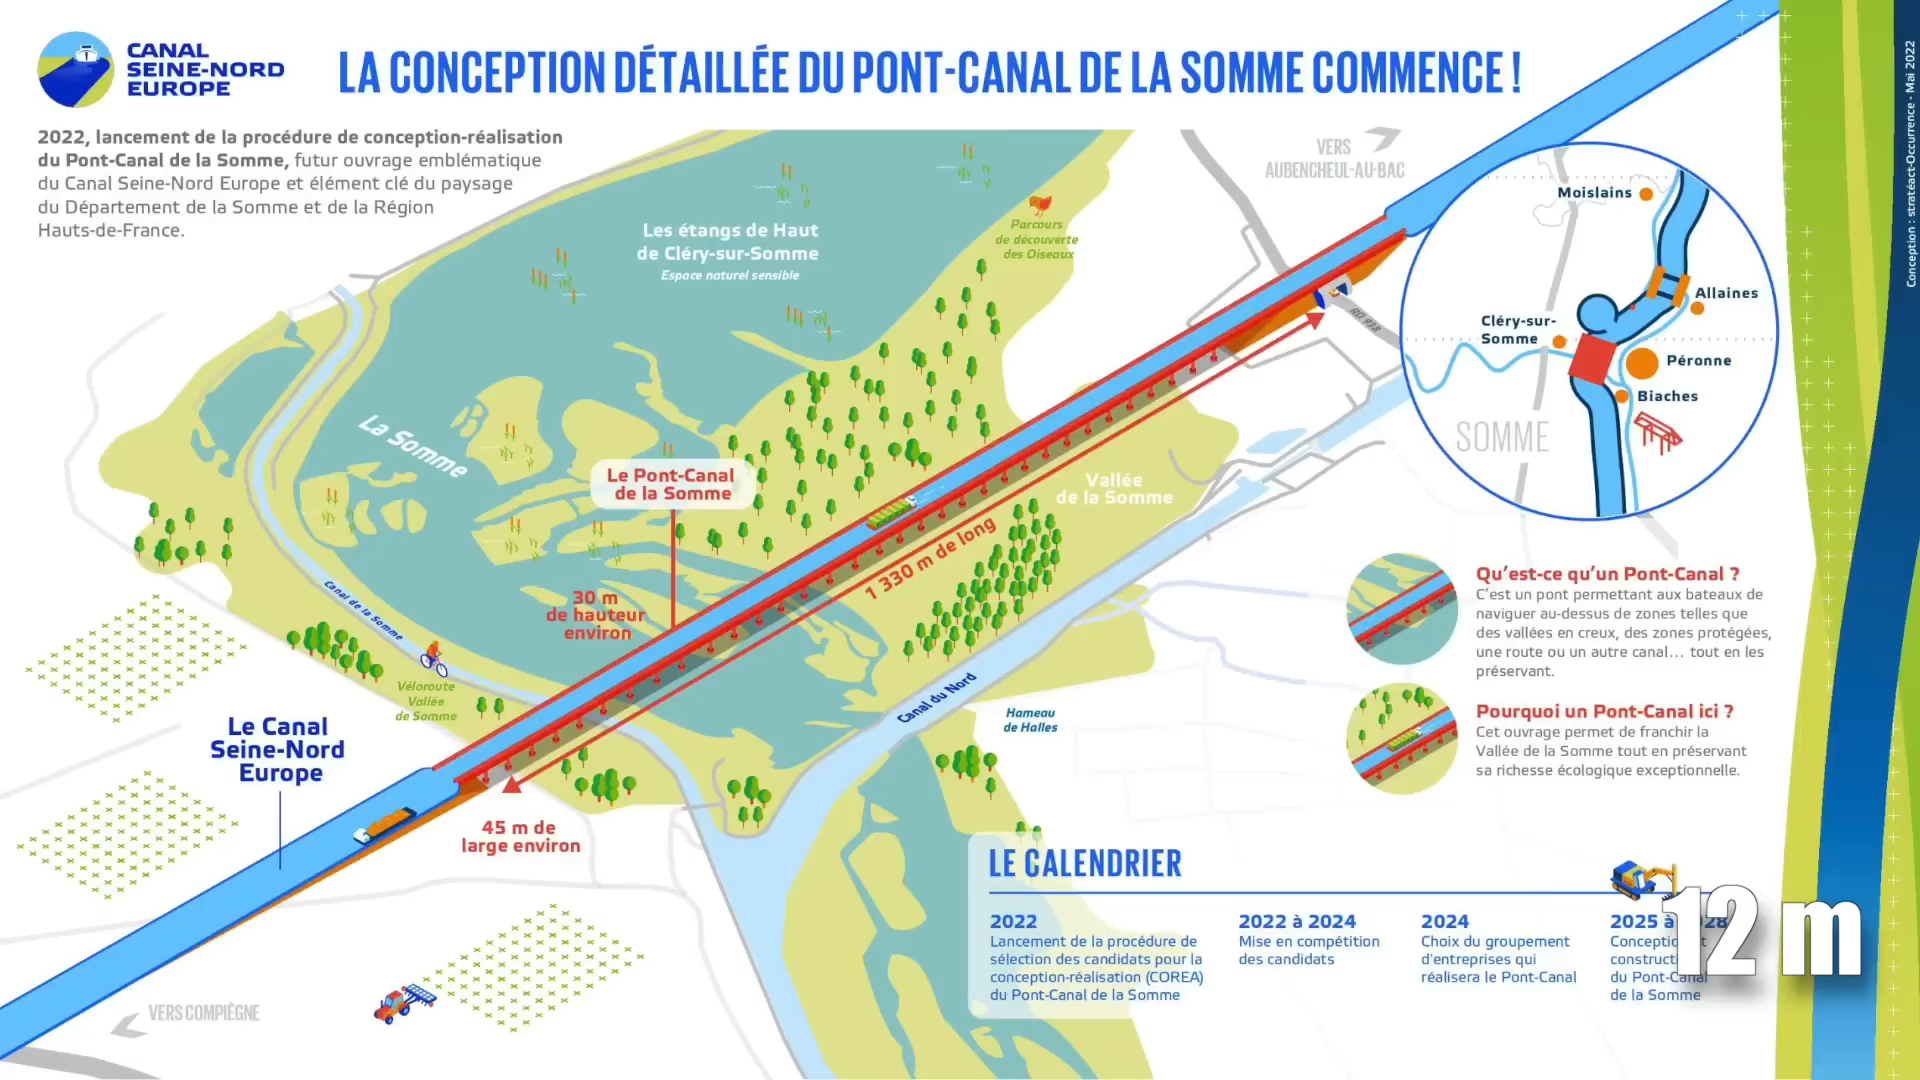 CANAL
SEINE-NORD
EUROPE
LA CONCEPTION DÉTAILLÉE DU PONT-CANAL DE LA SOMME COMMENCE !
2022, lancement de la procédure de conception-réalisation
du Pont-Canal de la Somme, futur ouvrage emblématique
du Canal Seine-Nord Europe et élément clé du paysage
du Département de la Somme et de la Région
Hauts-de-France.
VERS
AUBENCHEUL-AU-BAC
Les étangs de Haut
de Cléry-sur-Somme
Espace naturel sensible
Parcours
de découverte
des Oiseaux
RD 938
Moislains
Allaines
Cléry-sur-
Somme
Péronne
Biaches
SOMME
La Somme
Le Pont-Canal
de la Somme
Vallée
de la Somme
1 330 m de long
30 m
de hauteur
environ
Canal de la Somme
Véloroute
Vallée
de Somme
Canal du Nord
Hameau
de Halles
Le Canal
Seine-Nord
Europe
45 m de
large environ
VERS COMPIÈGNE
Qu'est-ce qu'un Pont-Canal ?
C'est un pont permettant aux bateaux de
naviguer au-dessus de zones telles que
des vallées en creux, des zones protégées,
une route ou un autre canal... tout en les
préservant.
Pourquoi un Pont-Canal ici ?
Cet ouvrage permet de franchir la
Vallée de la Somme tout en préservant
sa richesse écologique exceptionnelle.
LE CALENDRIER
2022
Lancement de la procédure de
sélection des candidats pour la
conception-réalisation (COREA)
du Pont-Canal de la Somme
2022 à 2024
Mise en compétition
des candidats
2024
Choix du groupement
d'entreprises qui
réalisera le Pont-Canal
2025 à
du Pont-Canal
de la Somme
12 m
Conception : stratéact-Occurrence - Mai 2022